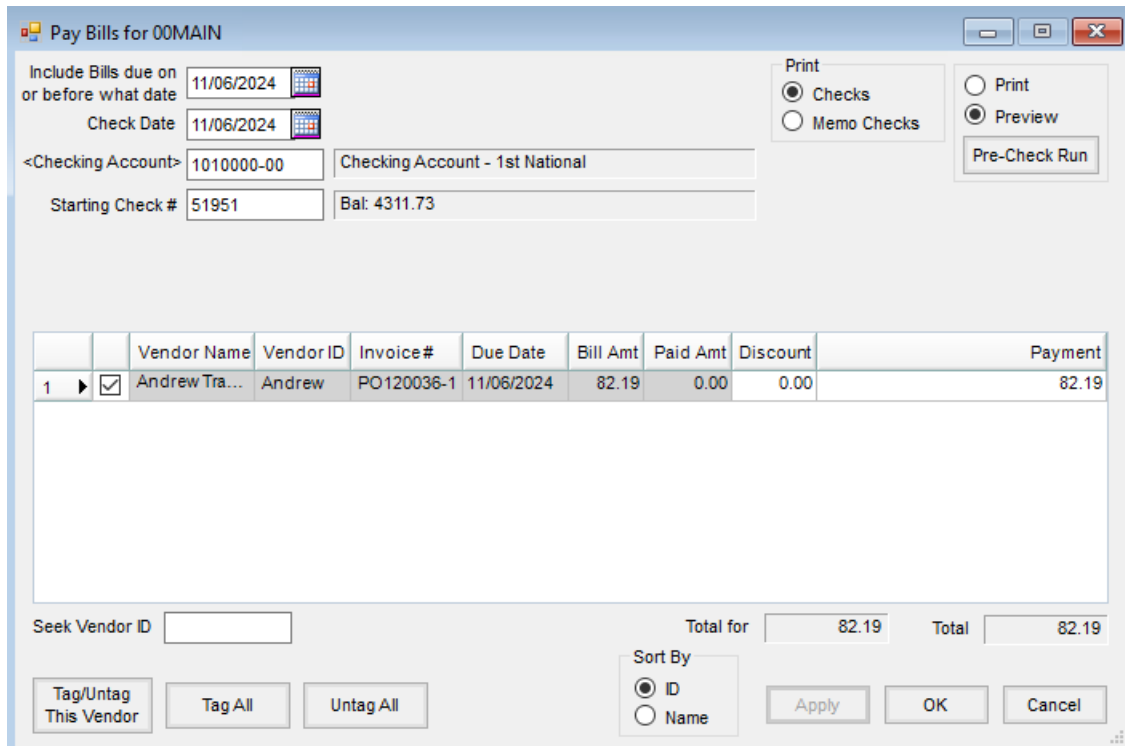 Pay Bills for 00MAIN
Include Bills due on
or before what date 11/06/2024
Check Date 11/06/2024
<Checking Account> 1010000-00 Checking Account - 1st National
Starting Check # 51951 Bal: 4311.73
Print
Checks
Memo Checks
Print
Preview
Pre-Check Run
Vendor Name Vendor ID Invoice# Due Date Bill Amt Paid Amt Discount Payment
1 Andrew Tra... Andrew PO120036-1 11/06/2024 82.19 0.00 0.00 82.19
Seek Vendor ID Total for 82.19 Total 82.19
Sort By
ID
Name
Tag/Untag
This Vendor
Tag All Untag All Apply OK Cancel